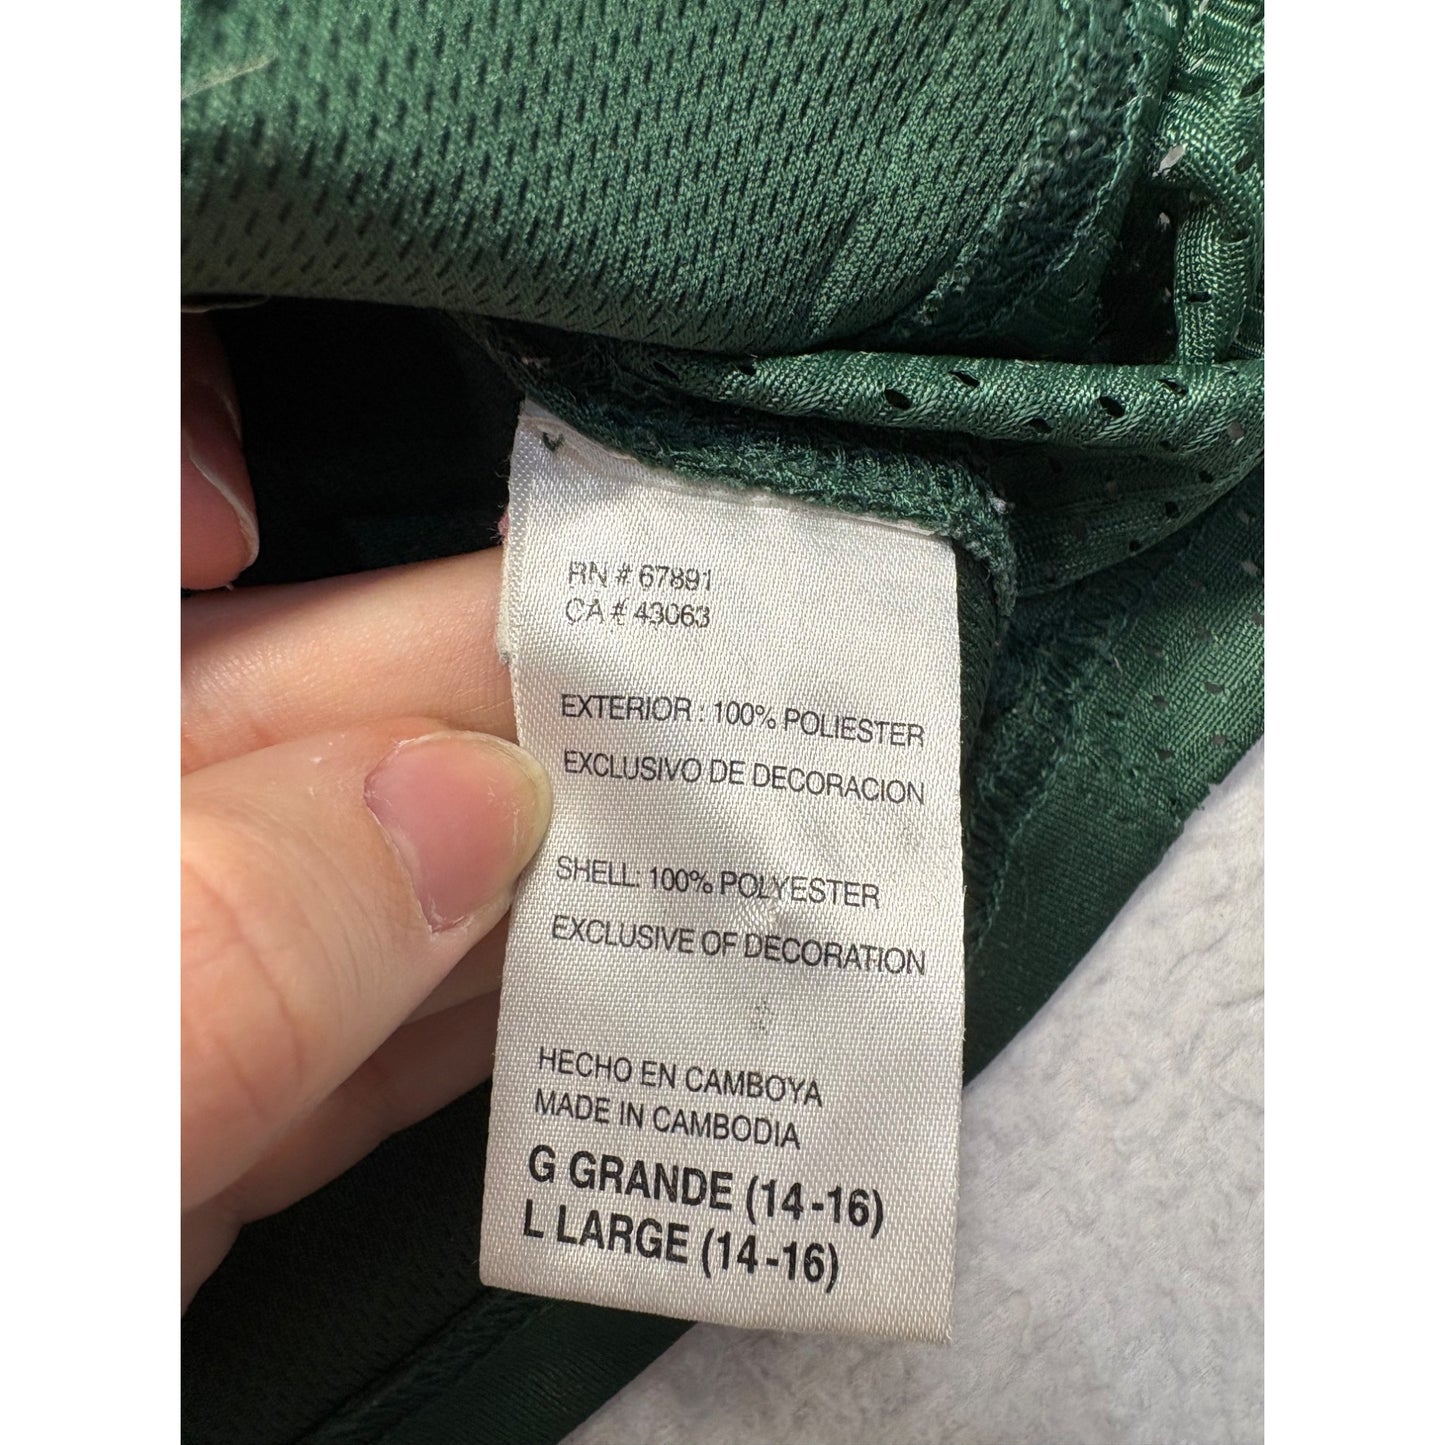 RN # 67891
CA # 43063
EXTERIOR : 100% POLIESTER
EXCLUSIVO DE DECORACION
SHELL: 100% POLYESTER
EXCLUSIVE OF DECORATION
HECHO EN CAMBOYA
MADE IN CAMBODIA
G GRANDE (14-16)
L LARGE (14-16)